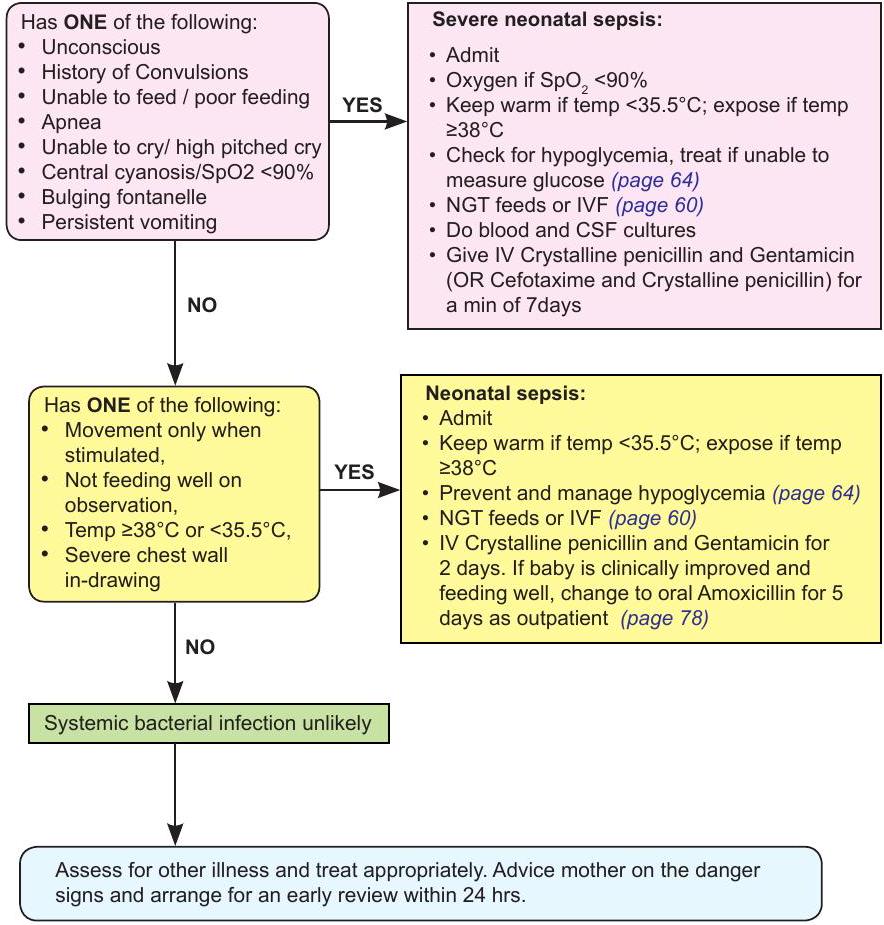 Has ONE of the following:
• Unconscious
• History of Convulsions
• Unable to feed / poor feeding
• Apnea
• Unable to cry/ high pitched cry
• Central cyanosis/SpO2 <90%
• Bulging fontanelle
• Persistent vomiting
YES
Severe neonatal sepsis:
• Admit
• Oxygen if SpO₂ <90%
• Keep warm if temp <35.5°C; expose if temp
≥38°C
• Check for hypoglycemia, treat if unable to
measure glucose (page 64)
• NGT feeds or IVF (page 60)
• Do blood and CSF cultures
• Give IV Crystalline penicillin and Gentamicin
(OR Cefotaxime and Crystalline penicillin) for
a min of 7days
NO
Has ONE of the following:
• Movement only when
stimulated,
• Not feeding well on
observation,
• Temp ≥38°C or <35.5°C,
• Severe chest wall
in-drawing
YES
Neonatal sepsis:
• Admit
• Keep warm if temp <35.5°C; expose if temp
≥38°C
• Prevent and manage hypoglycemia (page 64)
• NGT feeds or IVF (page 60)
• IV Crystalline penicillin and Gentamicin for
2 days. If baby is clinically improved and
feeding well, change to oral Amoxicillin for 5
days as outpatient (page 78)
NO
Systemic bacterial infection unlikely
Assess for other illness and treat appropriately. Advice mother on the danger
signs and arrange for an early review within 24 hrs.